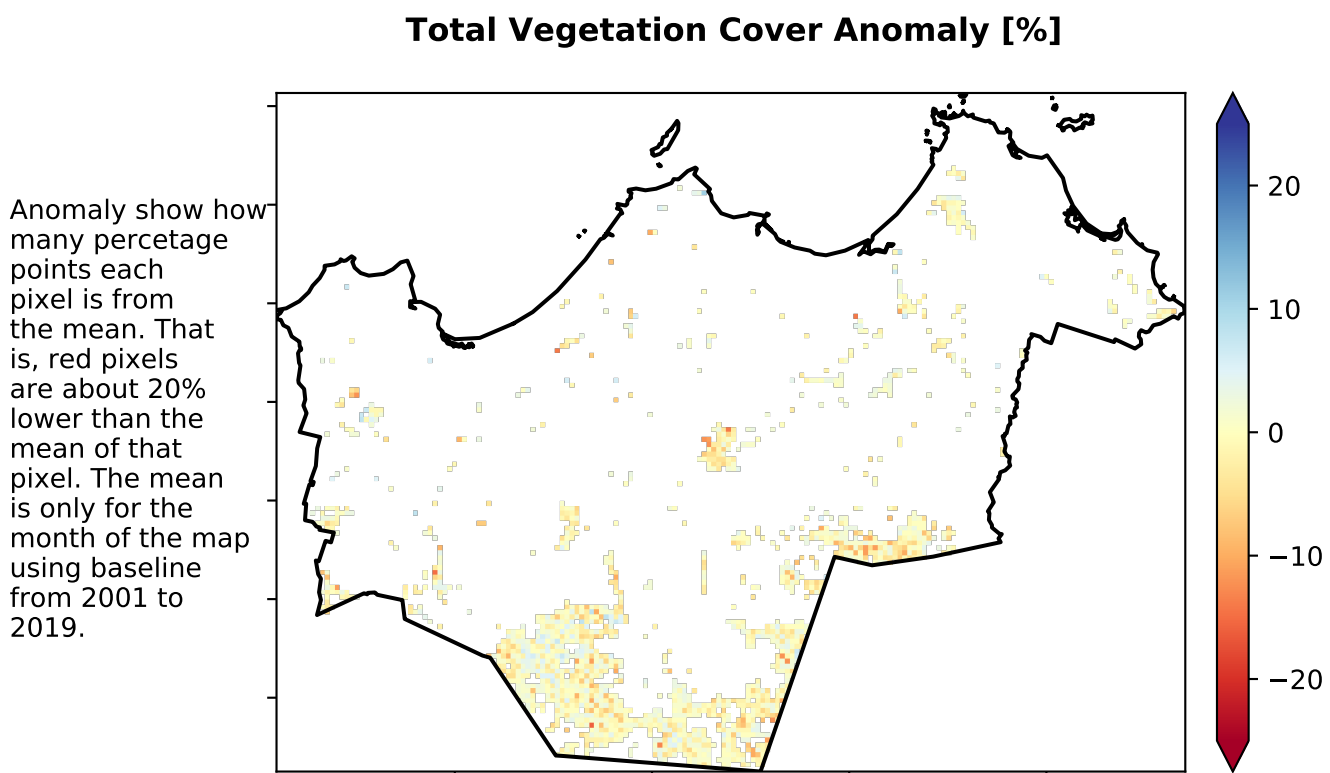 Total Vegetation Cover Anomaly [%]
Anomaly show how
many percetage
points each
pixel is from
the mean. That
is, red pixels
are about 20%
lower than the
mean of that
pixel. The mean
is only for the
month of the map
using baseline
from 2001 to
2019.
20
10
0
−10
−20